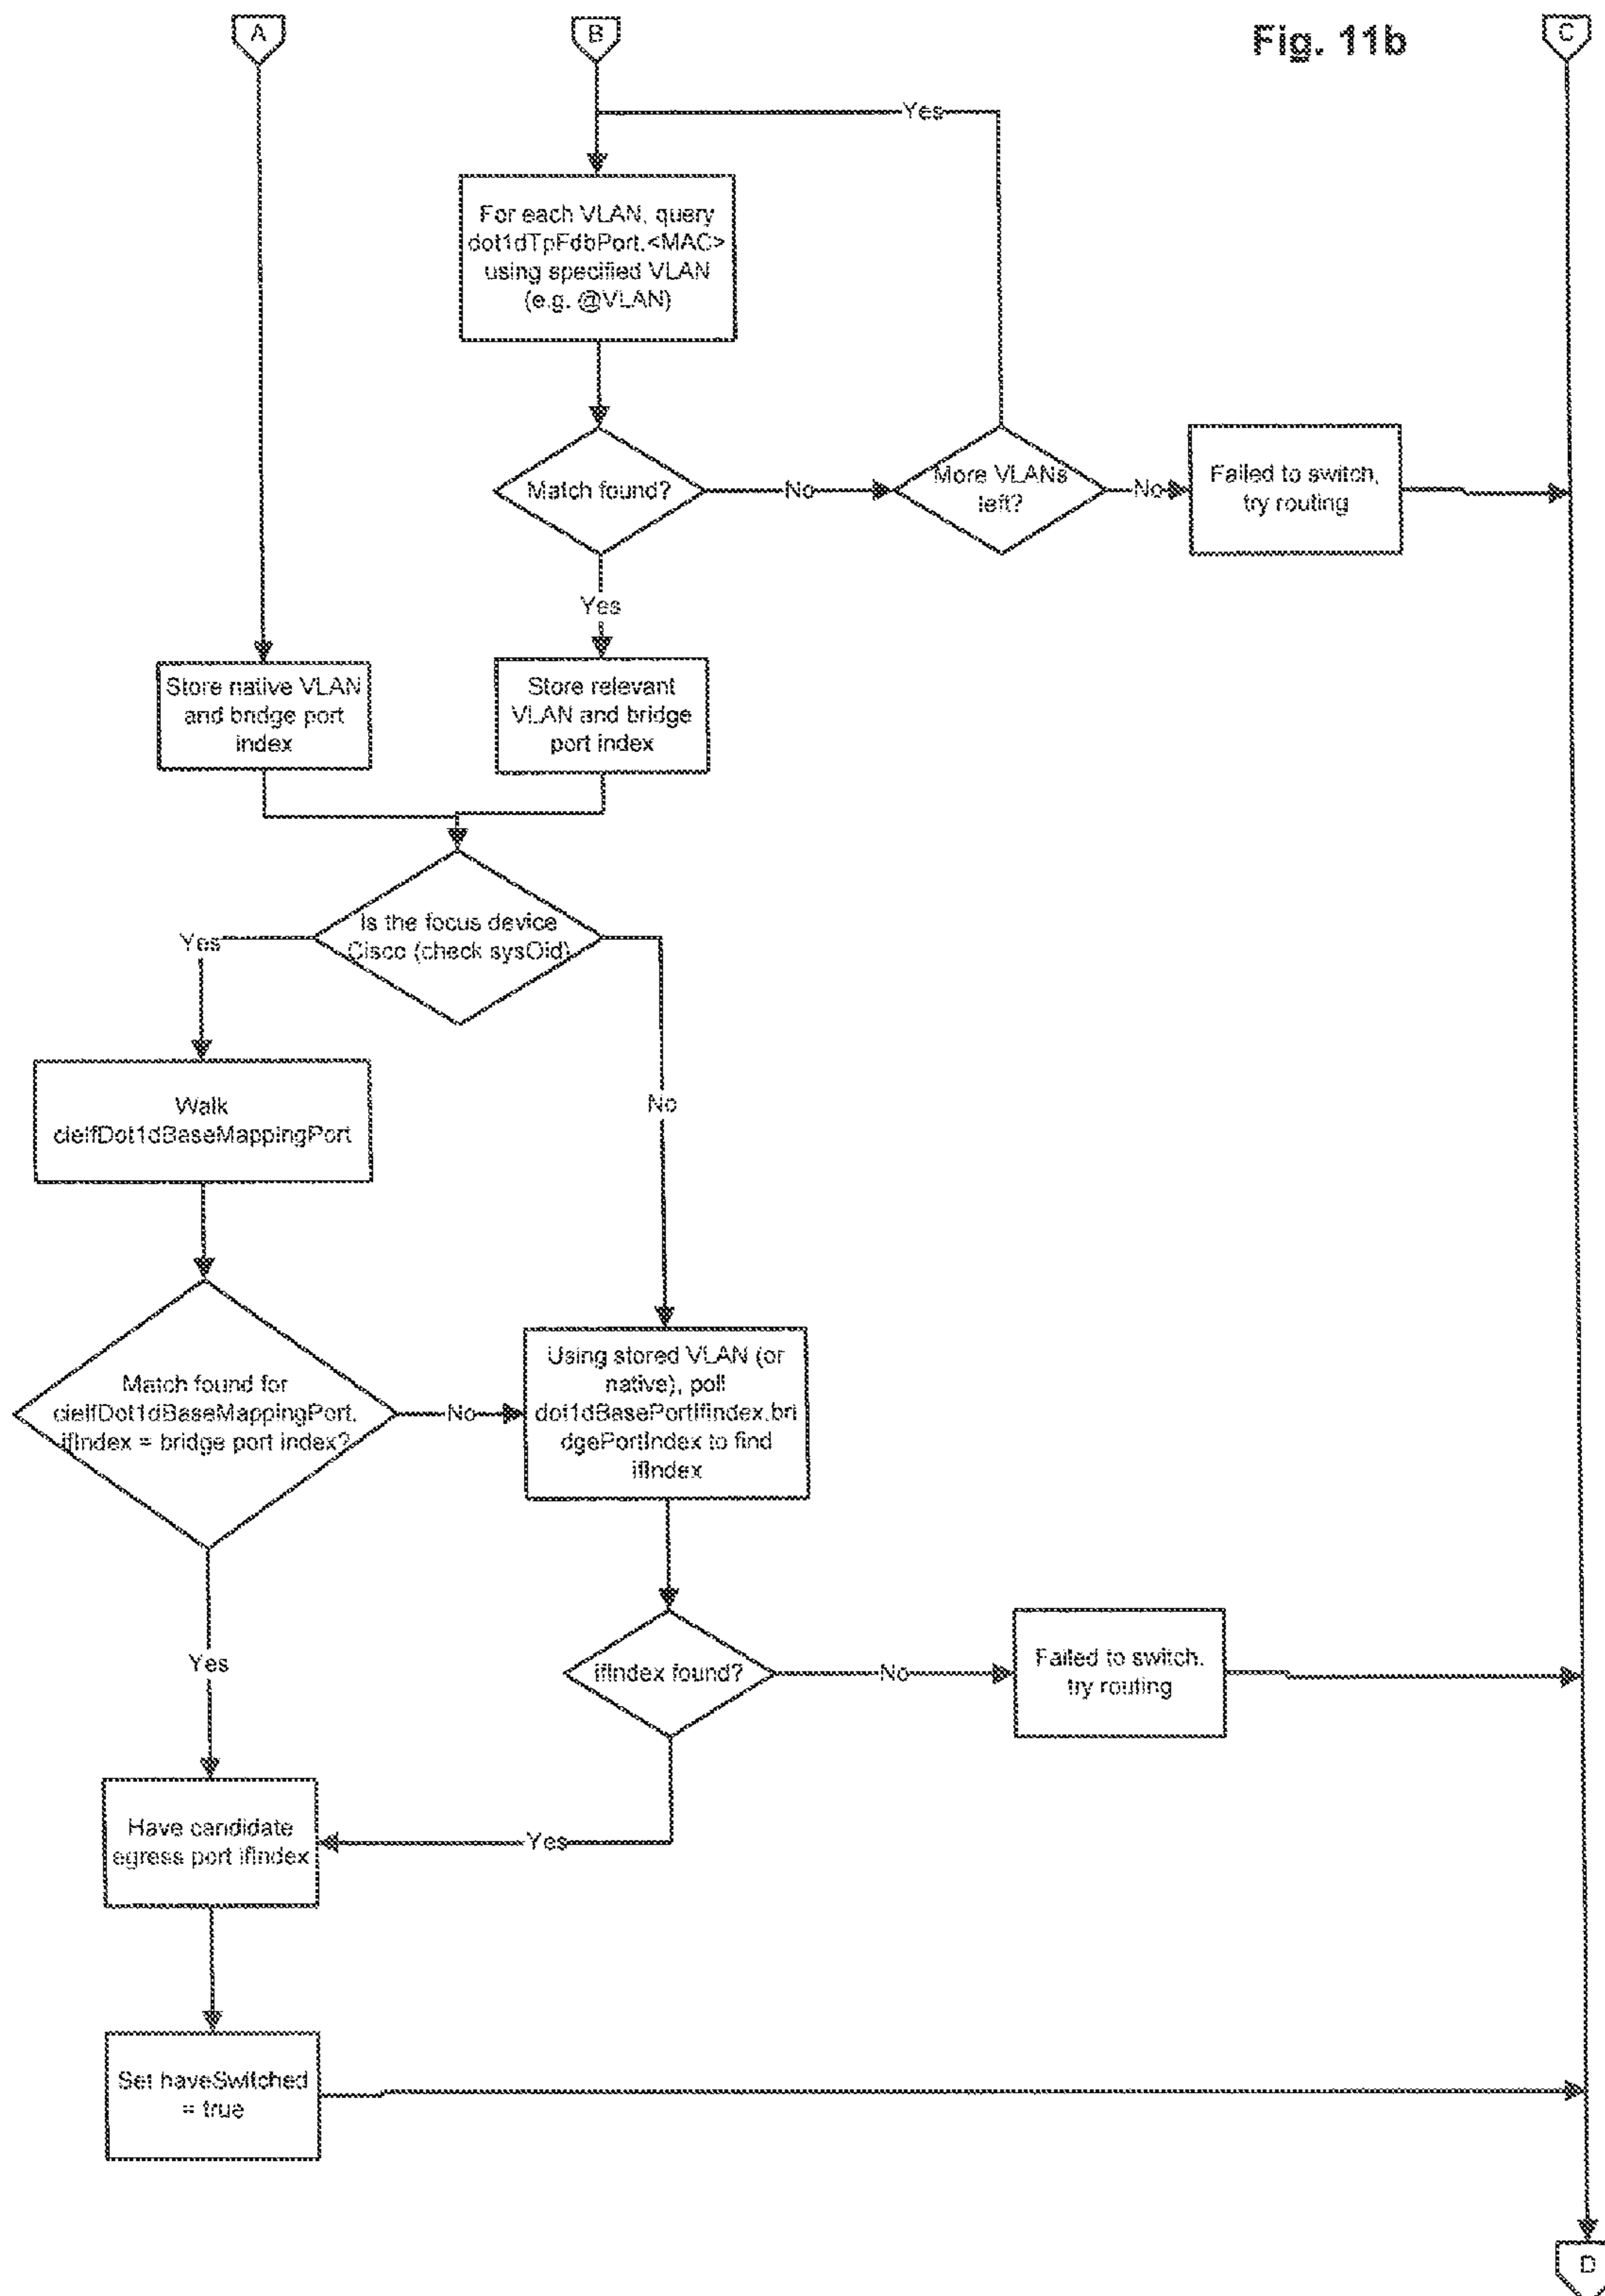 A
B
Fig. 11b
C
Yes
For each VLAN, query
dot1dTpFdbPort.<MAC>
using specified VLAN
(e.g. @VLAN)
Match found?
No
More VLANs
left?
No
Failed to switch,
try routing
Yes
Store native VLAN
and bridge port
index
Store relevant
VLAN and bridge
port index
Is the focus device
Cisco (check sysOid)
Yes
No
Walk
cieIfDot1dBaseMappingPort
Match found for
cieIfDot1dBaseMappingPort.
ifIndex = bridge port index?
No
Using stored VLAN (or
native), poll
dot1dBasePortIfIndex.bri
dgePortIndex to find
ifIndex
Yes
ifIndex found?
No
Failed to switch,
try routing
Have candidate
egress port ifIndex
Yes
Set haveSwitched
= true
D